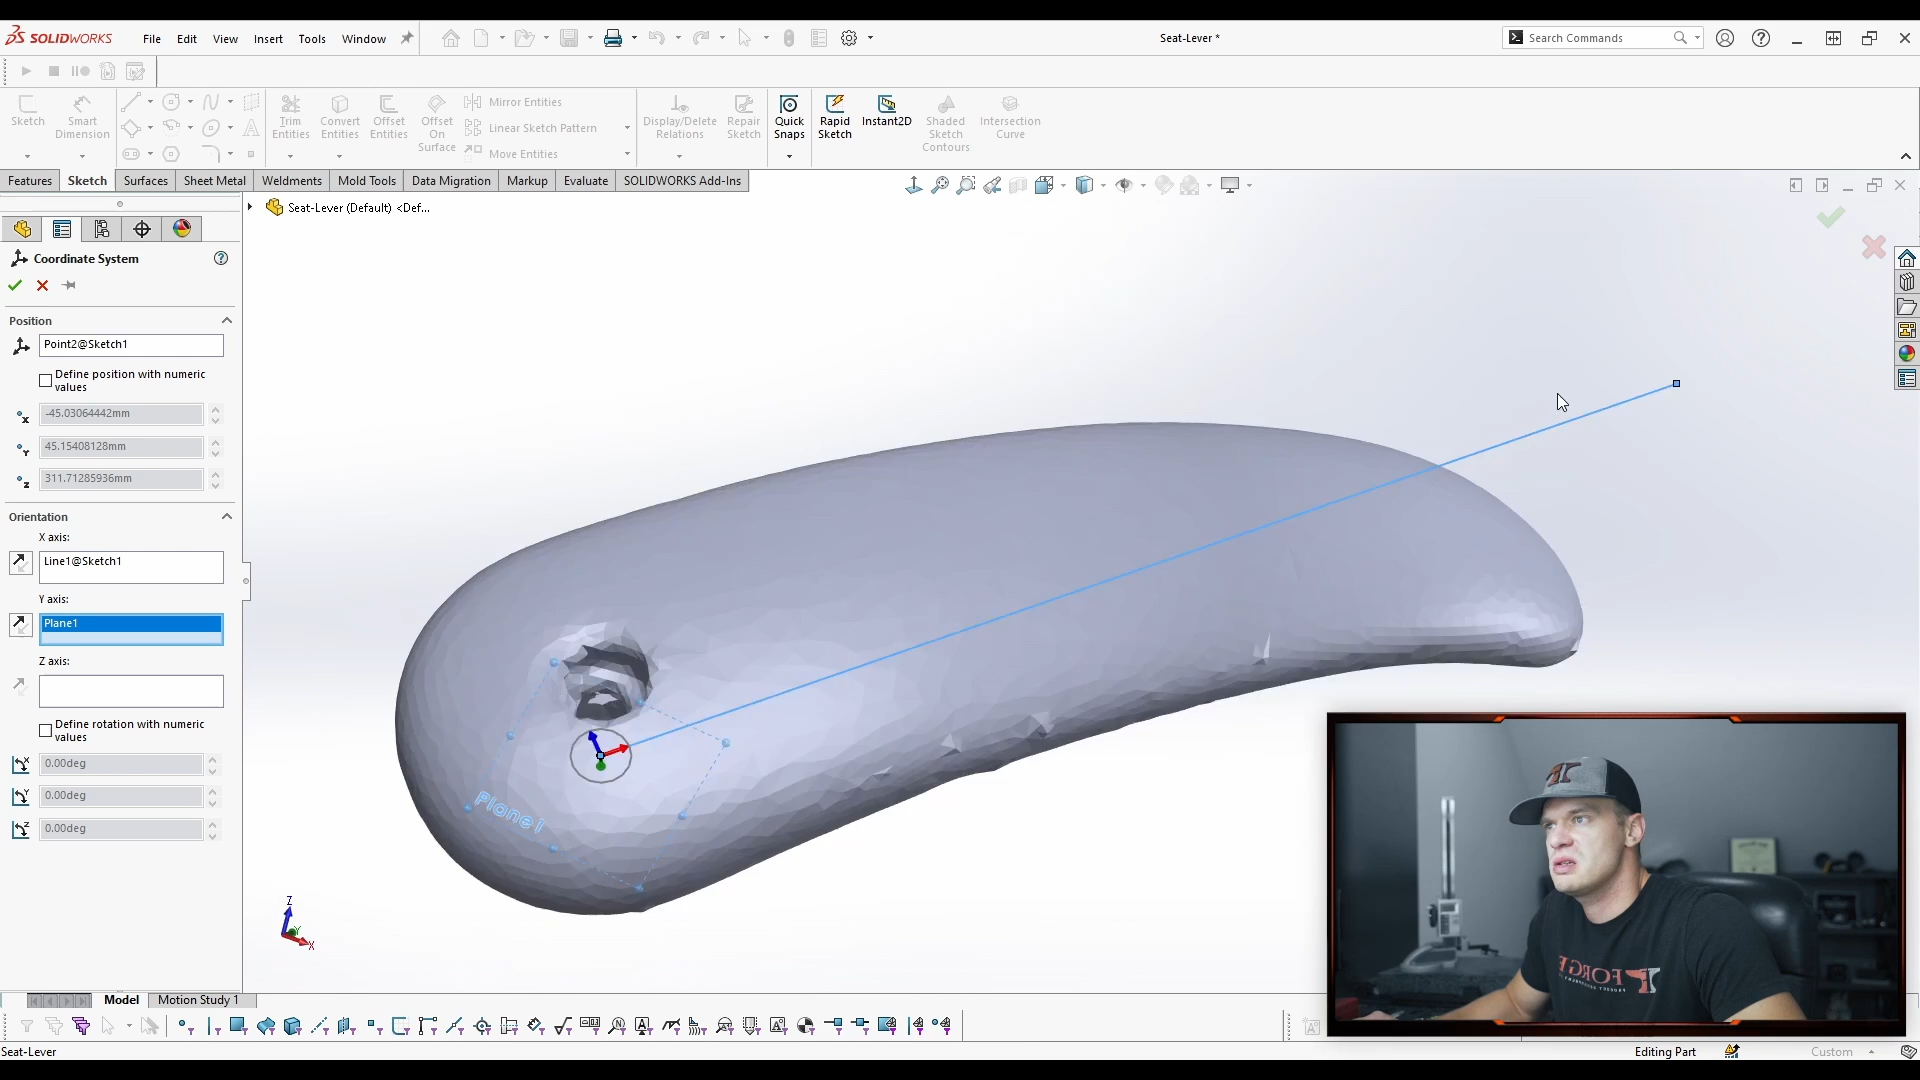 SOLIDWORKS File Edit View Insert Tools Window Seat-Lever * Search Commands
Sketch Smart Dimension Trim Entities Convert Entities Offset Entities Offset On Surface Mirror Entities Linear Sketch Pattern Move Entities Display/Delete Relations Repair Sketch Quick Snaps Rapid Sketch Instant2D Shaded Sketch Contours Intersection Curve
Features Sketch Surfaces Sheet Metal Weldments Mold Tools Data Migration Markup Evaluate SOLIDWORKS Add-Ins
Seat-Lever (Default) <Def...
Coordinate System
Position
Point2@Sketch1
Define position with numeric
values
-45.03064442mm
45.15408128mm
311.71285936mm
Orientation
X axis:
Line1@Sketch1
Y axis:
Plane1
Z axis:
Define rotation with numeric
values
0.00deg
0.00deg
0.00deg
Plane1
Z
Y
X
FORGE
Model Motion Study 1
Seat-Lever Editing Part Custom